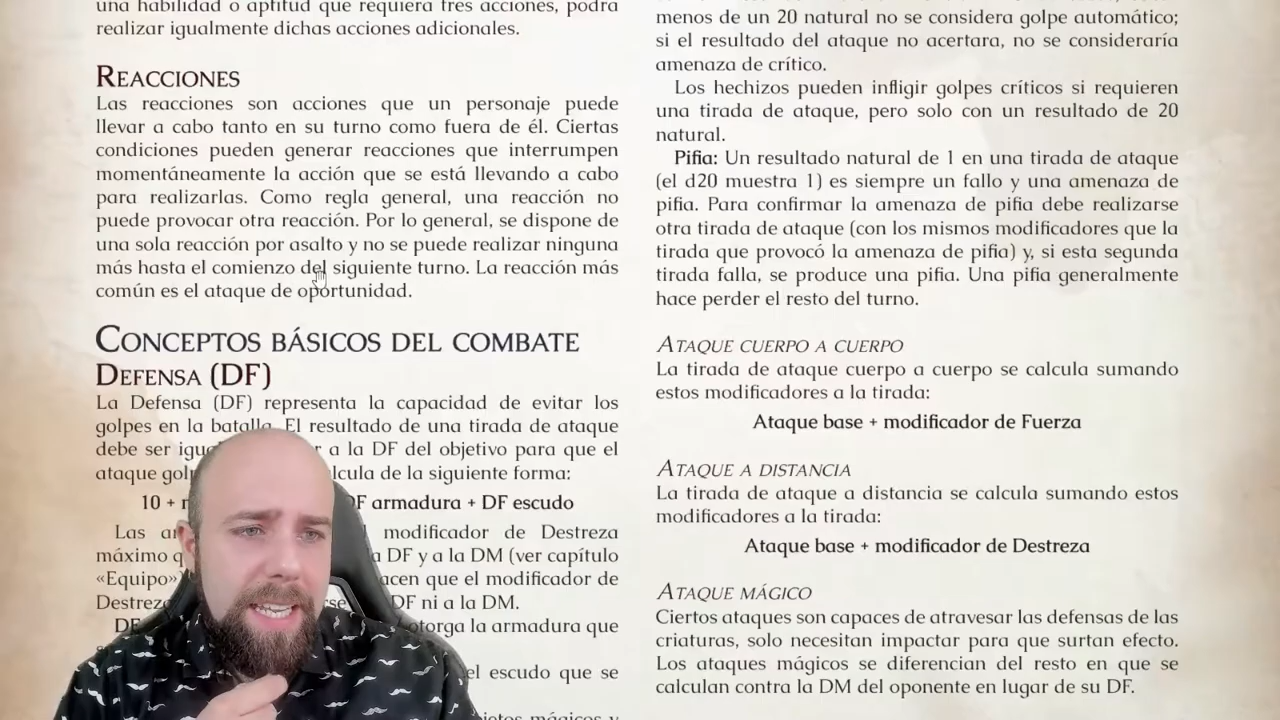 una habilidad o aptitud que requiera tres acciones, podrá
realizar igualmente dichas acciones adicionales.
Reacciones
Las reacciones son acciones que un personaje puede
llevar a cabo tanto en su turno como fuera de él. Ciertas
condiciones pueden generar reacciones que interrumpen
momentáneamente la acción que se está llevando a cabo
para realizarlas. Como regla general, una reacción no
puede provocar otra reacción. Por lo general, se dispone de
una sola reacción por asalto y no se puede realizar ninguna
más hasta el comienzo del siguiente turno. La reacción más
común es el ataque de oportunidad.
Conceptos básicos del combate
Defensa (DF)
La Defensa (DF) representa la capacidad de evitar los
golpes en la batalla. El resultado de una tirada de ataque
debe ser a la DF del objetivo para que el
ataque de la siguiente forma:
10 + DF armadura + DF escudo
Las modificador de Destreza
máximo la DF y a la DM (ver capítulo
«Equipo») que el modificador de
DF ni a la DM.
otorga la armadura que
el escudo que se
menos de un 20 natural no se considera golpe automático;
si el resultado del ataque no acertara, no se consideraría
amenaza de crítico.
Los hechizos pueden infligir golpes críticos si requieren
una tirada de ataque, pero solo con un resultado de 20
natural.
Pifia: Un resultado natural de 1 en una tirada de ataque
(el d20 muestra 1) es siempre un fallo y una amenaza de
pifia. Para confirmar la amenaza de pifia debe realizarse
otra tirada de ataque (con los mismos modificadores que la
tirada que provocó la amenaza de pifia) y, si esta segunda
tirada falla, se produce una pifia. Una pifia generalmente
hace perder el resto del turno.
Ataque cuerpo a cuerpo
La tirada de ataque cuerpo a cuerpo se calcula sumando
estos modificadores a la tirada:
Ataque base + modificador de Fuerza
Ataque a distancia
La tirada de ataque a distancia se calcula sumando estos
modificadores a la tirada:
Ataque base + modificador de Destreza
Ataque mágico
Ciertos ataques son capaces de atravesar las defensas de las
criaturas, solo necesitan impactar para que surtan efecto.
Los ataques mágicos se diferencian del resto en que se
calculan contra la DM del oponente en lugar de su DF.